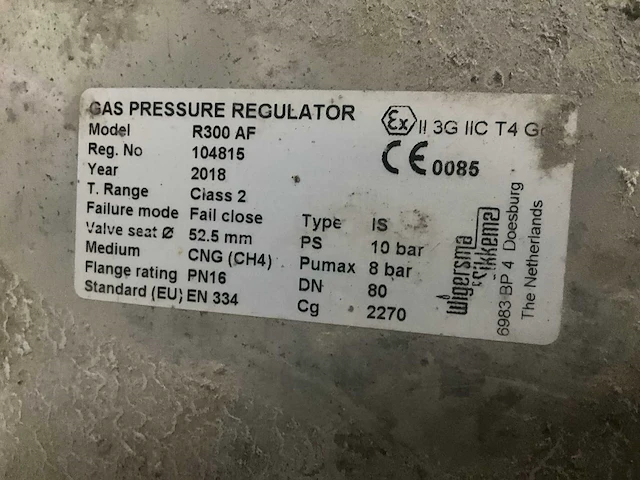 GAS PRESSURE REGULATOR
Model R300 AF
Reg. No 104815
Year 2018
T. Range Class 2
Failure mode Fail close
Valve seat Ø 52.5 mm
Medium CNG (CH4)
Flange rating PN16
Standard (EU) EN 334
Type IS
PS 10 bar
Pumax 8 bar
DN 80
Cg 2270
Ex II 3G IIC T4
CE 0085
wigersma
sikkema
6983 BP 4 Doesburg
The Netherlands